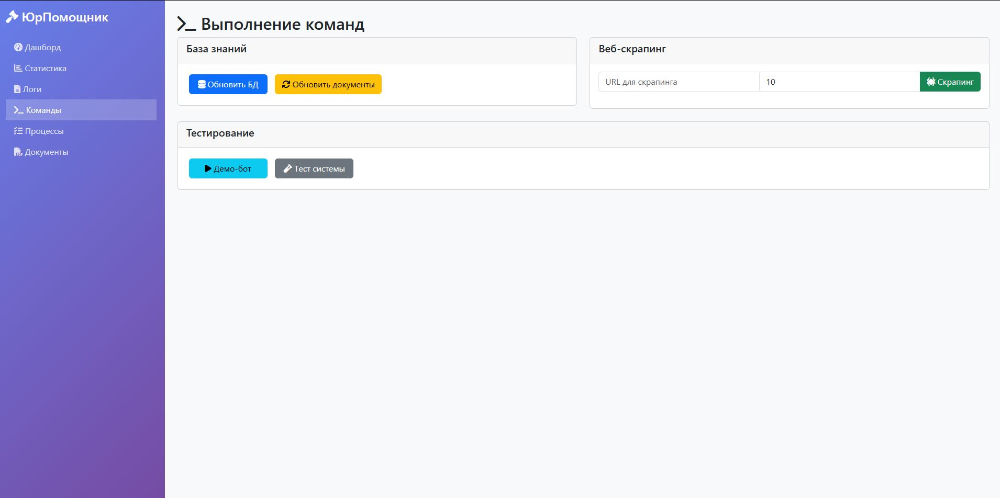 ЮрПомощник
Дашборд
Статистика
Логи
Команды
Процессы
Документы
Выполнение команд
База знаний
Обновить БД
Обновить документы
Веб-скрапинг
URL для скрапинга
10
Скрапинг
Тестирование
Демо-бот
Тест системы